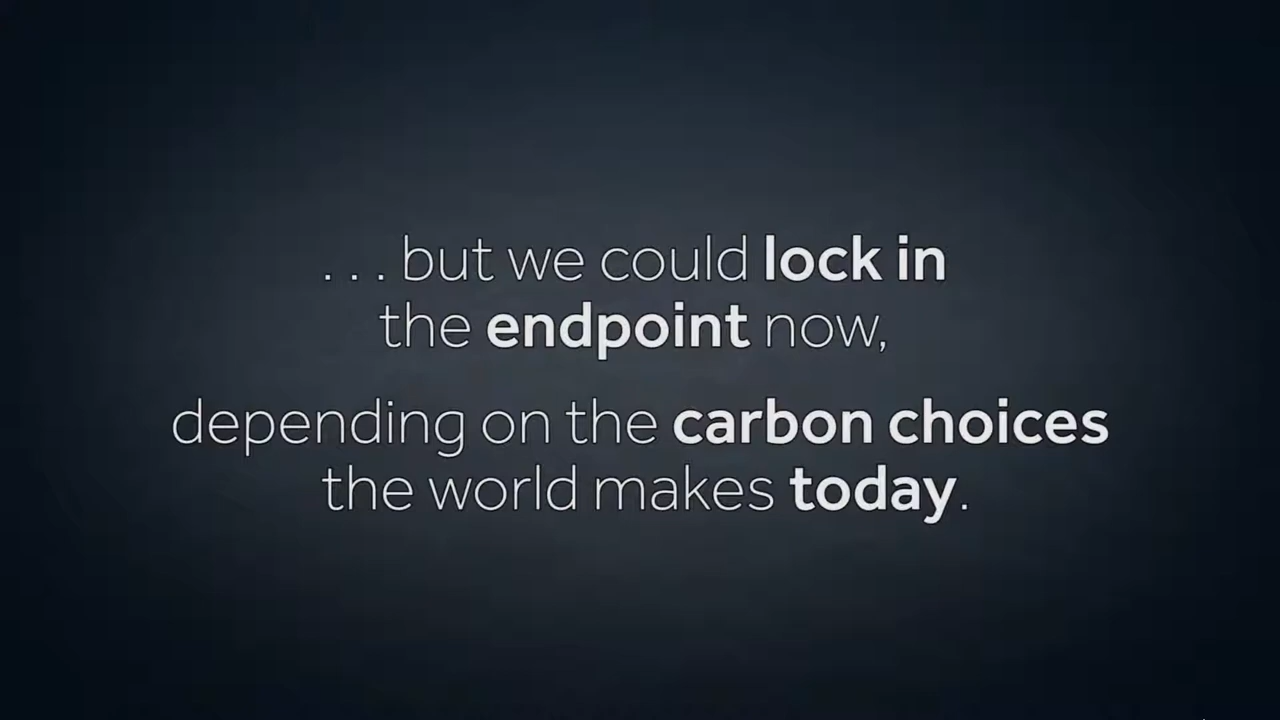 . . . but we could lock in
the endpoint now,
depending on the carbon choices
the world makes today.